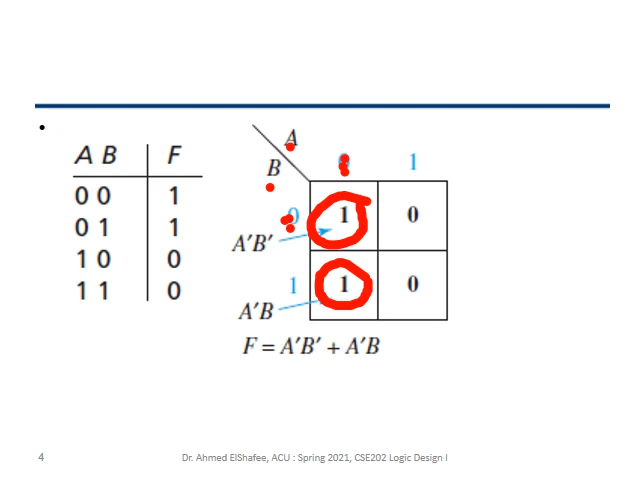 •
A B F
0 0 1
0 1 1
1 0 0
1 1 0
A
B
0 1
0 1 0
A′B′
1 1 0
A′B
F = A′B′ + A′B
4 Dr. Ahmed ElShafee, ACU : Spring 2021, CSE202 Logic Design I